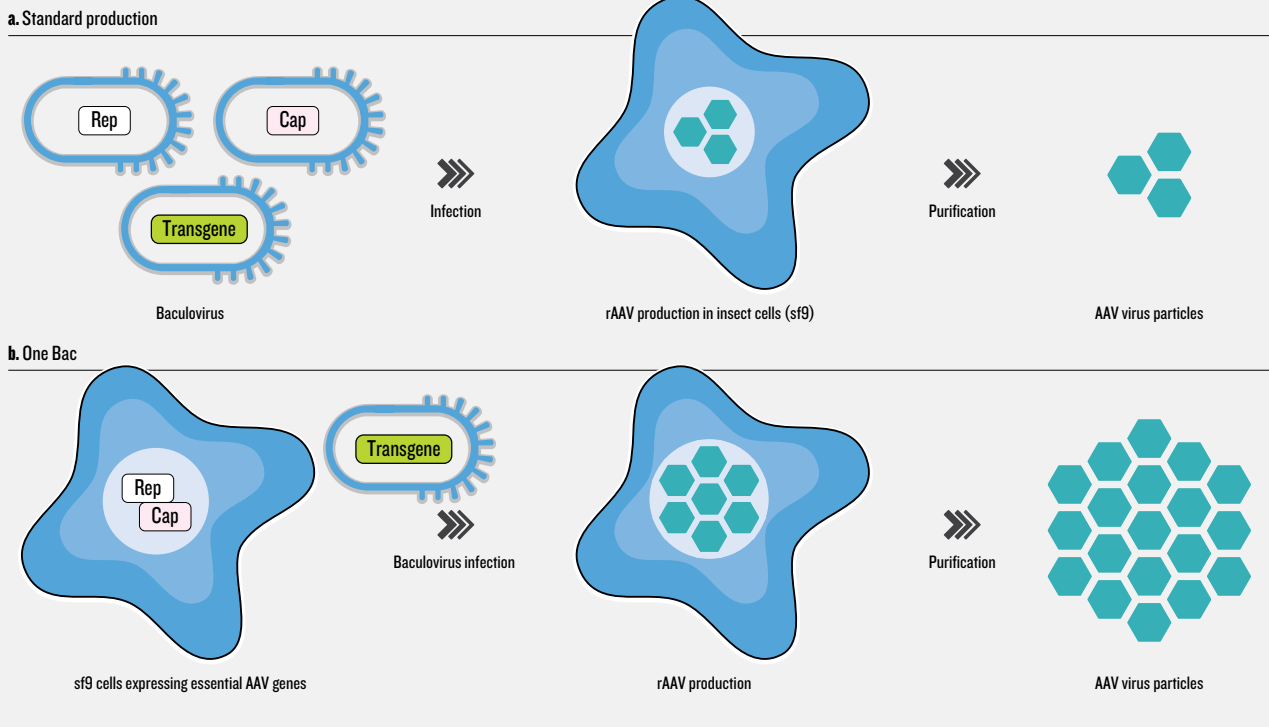 a. Standard production
Rep
Cap
Transgene
Infection
Purification
Baculovirus
rAAV production in insect cells (sf9)
AAV virus particles
b. One Bac
Rep
Cap
Transgene
Baculovirus infection
Purification
sf9 cells expressing essential AAV genes
rAAV production
AAV virus particles